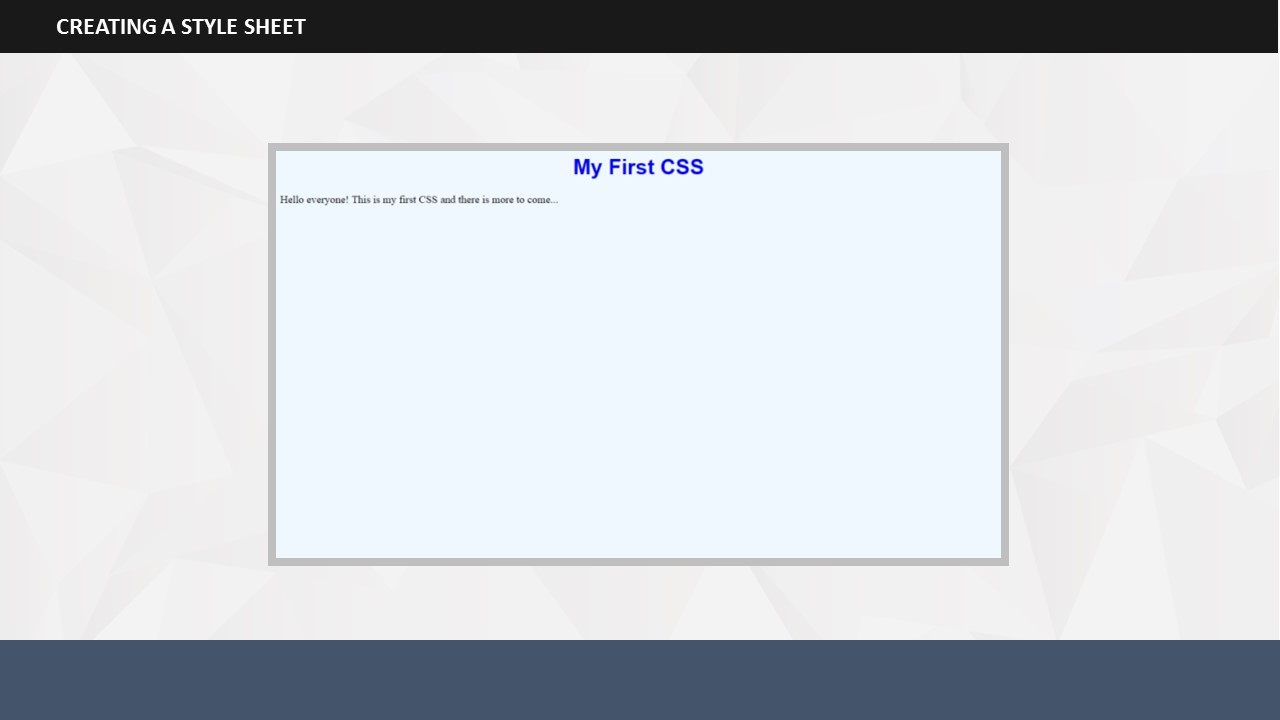 CREATING A STYLE SHEET
My First CSS
Hello everyone! This is my first CSS and there is more to come...